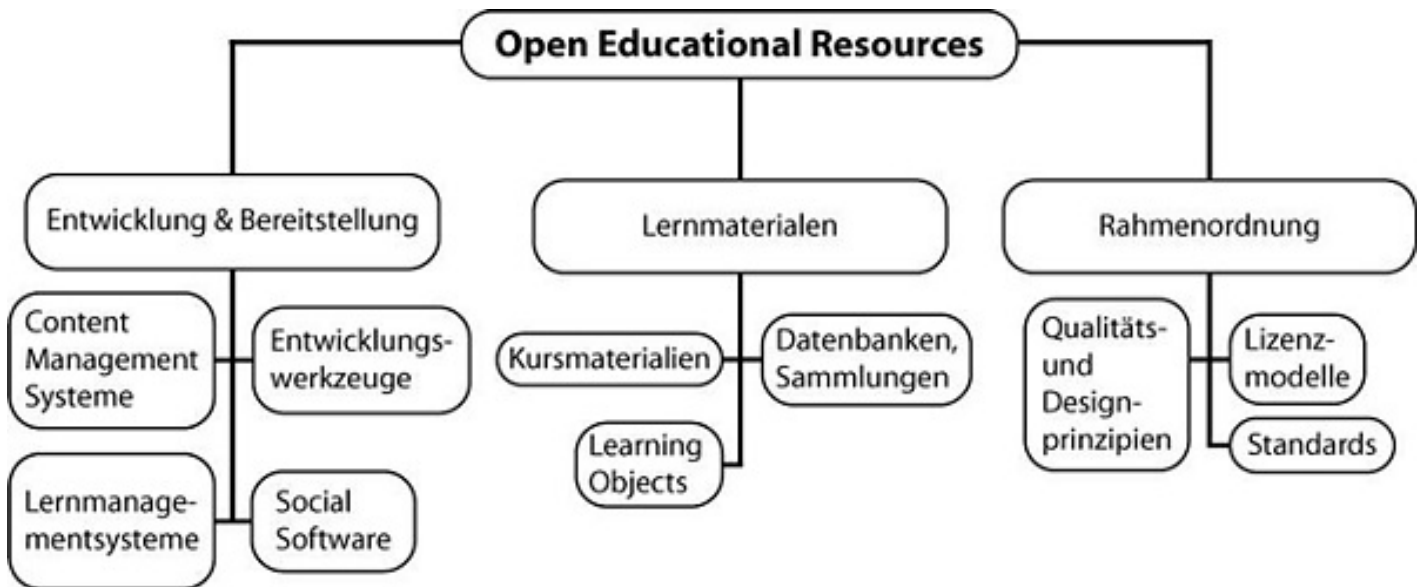 Open Educational Resources
Entwicklung & Bereitstellung
Lernmaterialen
Rahmenordnung
Content
Management
Systeme
Entwicklungs-
werkzeuge
Lernmanage-
mentsysteme
Social
Software
Kursmaterialien
Datenbanken,
Sammlungen
Learning
Objects
Qualitäts-
und
Design-
prinzipien
Lizenz-
modelle
Standards